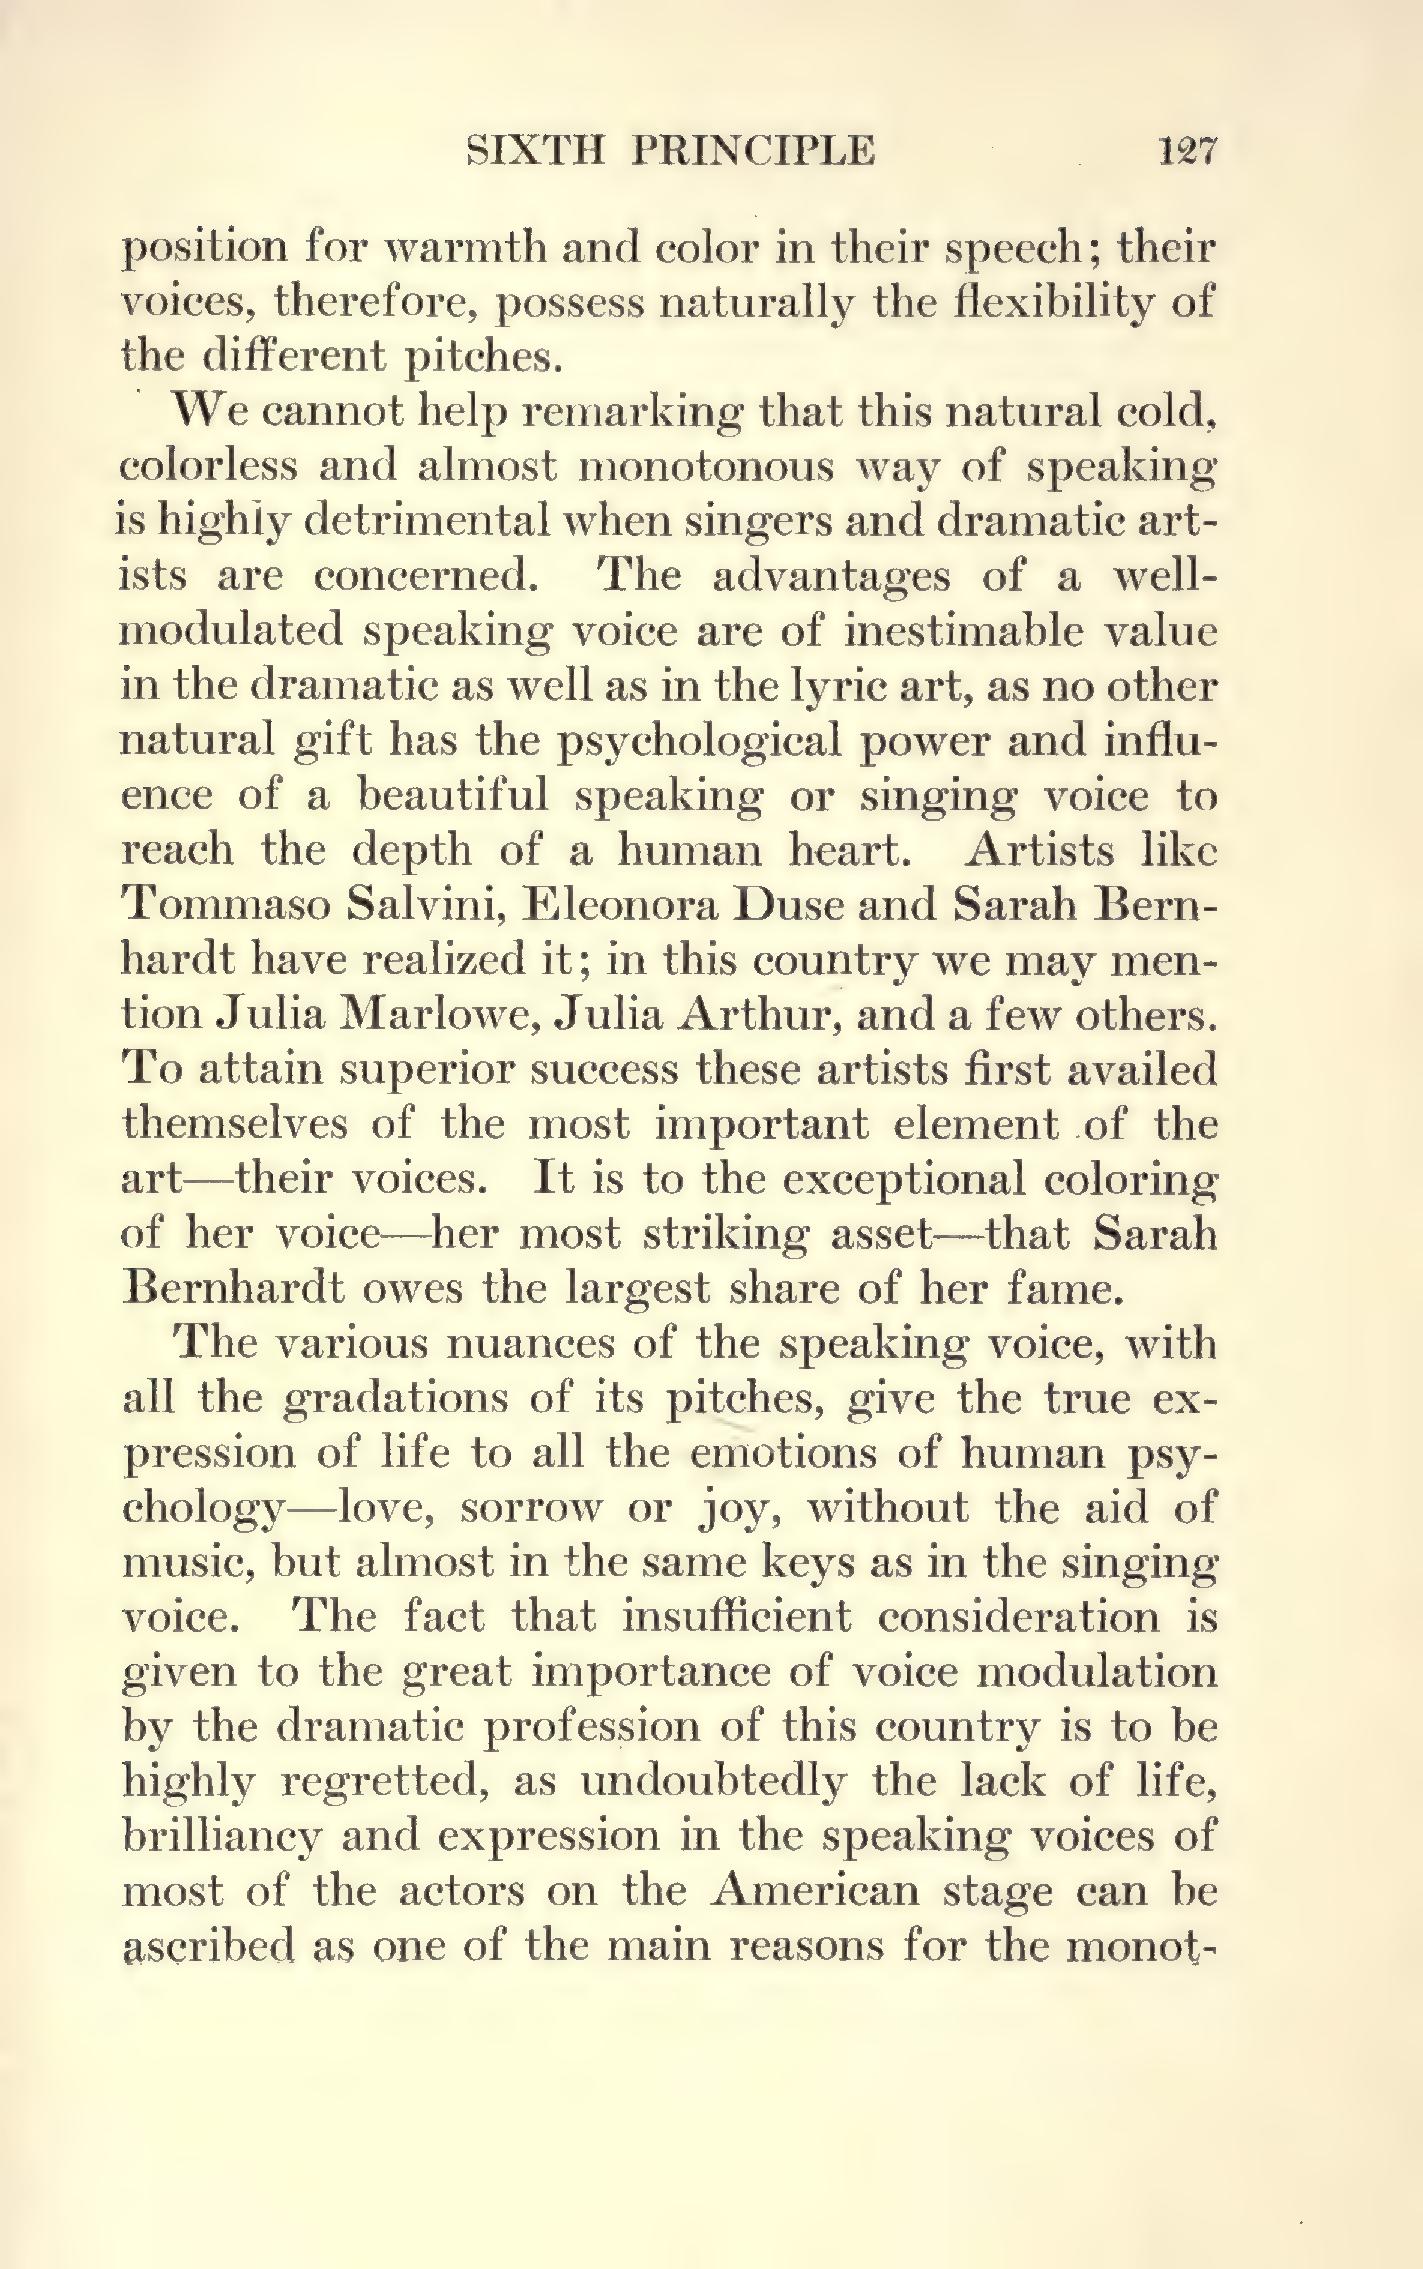 SIXTH PRINCIPLE 127
position for warmth and color in their speech; their
voices, therefore, possess naturally the flexibility of
the different pitches.
We cannot help remarking that this natural cold,
colorless and almost monotonous way of speaking
is highly detrimental when singers and dramatic art-
ists are concerned. The advantages of a well-
modulated speaking voice are of inestimable value
in the dramatic as well as in the lyric art, as no other
natural gift has the psychological power and influ-
ence of a beautiful speaking or singing voice to
reach the depth of a human heart. Artists like
Tommaso Salvini, Eleonora Duse and Sarah Bern-
hardt have realized it; in this country we may men-
tion Julia Marlowe, Julia Arthur, and a few others.
To attain superior success these artists first availed
themselves of the most important element of the
art—their voices. It is to the exceptional coloring
of her voice—her most striking asset—that Sarah
Bernhardt owes the largest share of her fame.
The various nuances of the speaking voice, with
all the gradations of its pitches, give the true ex-
pression of life to all the emotions of human psy-
chology—love, sorrow or joy, without the aid of
music, but almost in the same keys as in the singing
voice. The fact that insufficient consideration is
given to the great importance of voice modulation
by the dramatic profession of this country is to be
highly regretted, as undoubtedly the lack of life,
brilliancy and expression in the speaking voices of
most of the actors on the American stage can be
ascribed as one of the main reasons for the monot-